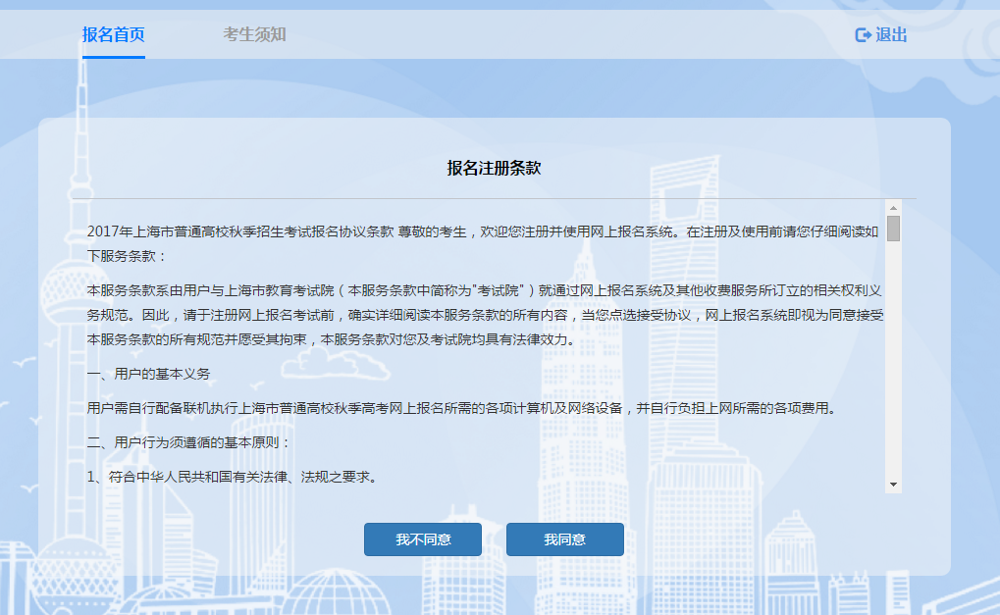 报名首页
考生须知
退出
报名注册条款
2017年上海市普通高校秋季招生考试报名协议条款 尊敬的考生，欢迎您注册并使用网上报名系统。在注册及使用前请您仔细阅读如
下服务条款：
本服务条款系由用户与上海市教育考试院（本服务条款中简称为"考试院"）就通过网上报名系统及其他收费服务所订立的相关权利义
务规范。因此，请于注册网上报名考试前，确实详细阅读本服务条款的所有内容，当您点选接受协议，网上报名系统即视为同意接受
本服务条款的所有规范并愿受其拘束，本服务条款对您及考试院均具有法律效力。
一、用户的基本义务
用户需自行配备联机执行上海市普通高校秋季高考网上报名所需的各项计算机及网络设备，并自行负担上网所需的各项费用。
二、用户行为须遵循的基本原则：
1、符合中华人民共和国有关法律、法规之要求。
我不同意
我同意